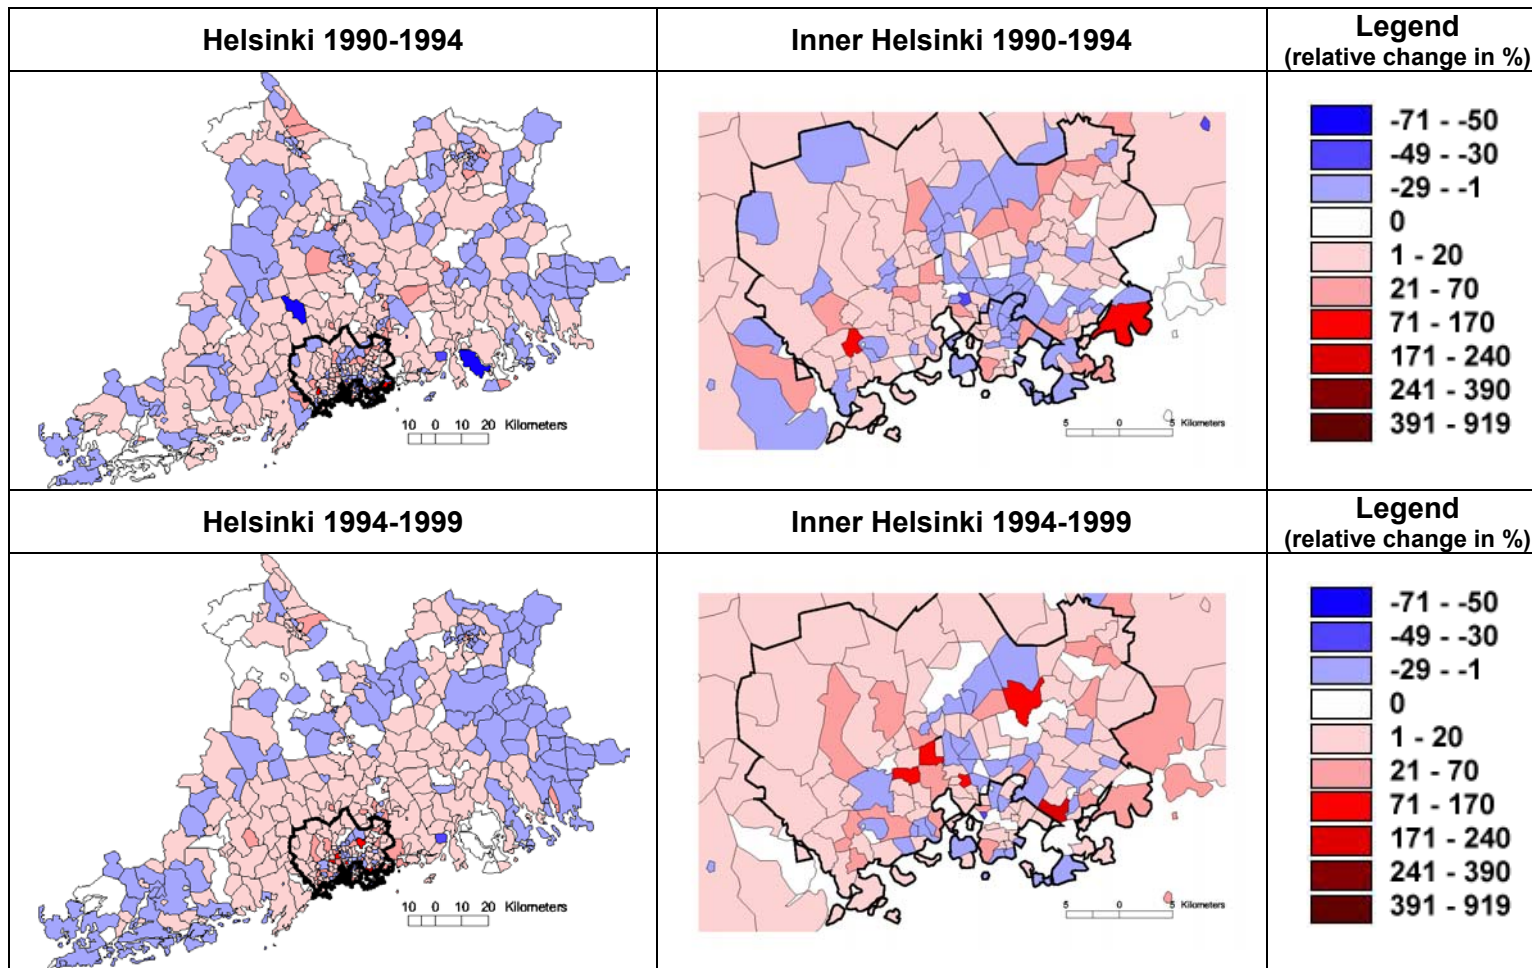 Helsinki 1990-1994
Inner Helsinki 1990-1994
Legend
(relative change in %)
10 0 10 20 Kilometers
5 0 5 Kilometers
-71 - -50
-49 - -30
-29 - -1
0
1 - 20
21 - 70
71 - 170
171 - 240
241 - 390
391 - 919
Helsinki 1994-1999
Inner Helsinki 1994-1999
Legend
(relative change in %)
10 0 10 20 Kilometers
5 0 5 Kilometers
-71 - -50
-49 - -30
-29 - -1
0
1 - 20
21 - 70
71 - 170
171 - 240
241 - 390
391 - 919